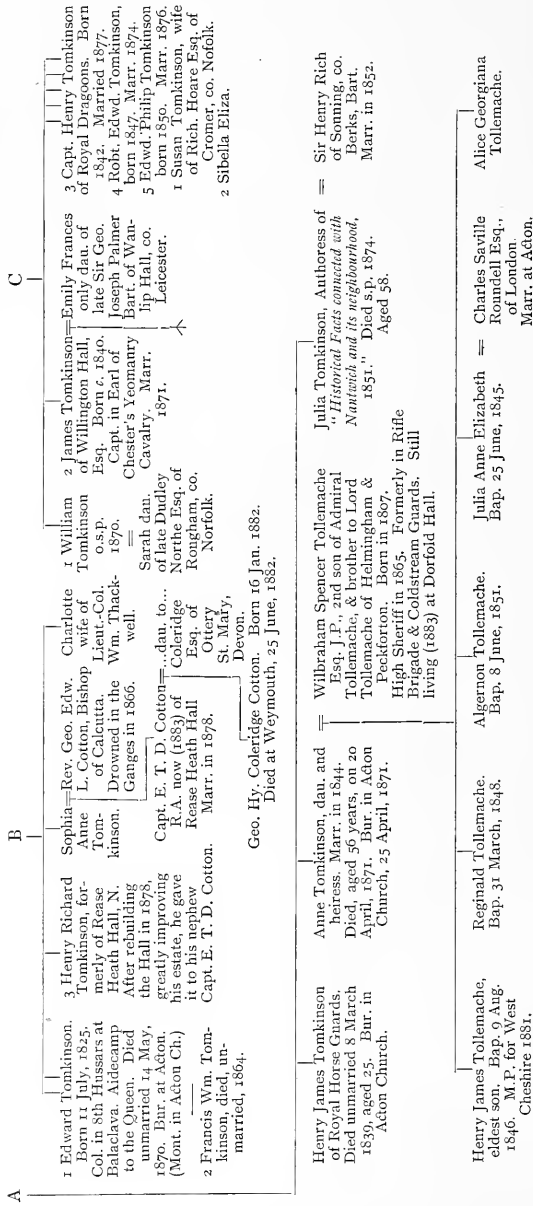 A
B
C
1 Edward Tomkinson.
Born 11 July, 1825.
Col. in 8th Hussars at
Balaclava. Aidecamp
to the Queen. Died
unmarried 14 May,
1870. Bur. at Acton.
(Mont. in Acton Ch.)
2 Francis Wm. Tom-
kinson, died, un-
married, 1864.
3 Henry Richard
Tomkinson, for-
merly of Rease
Heath Hall, N.
After rebuilding
the Hall in 1878,
greatly improving
his estate, he gave
it to his nephew
Capt. E. T. D. Cotton.
Sophia
Anne
Tom-
kinson.
=
Rev. Geo. Edw.
L. Cotton, Bishop
of Calcutta.
Drowned in the
Ganges in 1866.
Charlotte
wife of
Lieut.-Col.
Wm. Thack-
well.
Capt. E. T. D. Cotton
R.A. now (1883) of
Rease Heath Hall
Marr. in 1878.
=
...dau. to...
Coleridge
Esq. of
Ottery
St. Mary,
Devon.
Geo. Hy. Coleridge Cotton. Born 16 Jan. 1882.
Died at Weymouth, 25 June, 1882.
1 William
Tomkinson
o.s.p.
1870.
=
Sarah dan.
of late Dudley
Northe Esq. of
Rougham, co.
Norfolk.
2 James Tomkinson
of Willington Hall,
Esq. Born c. 1840.
Capt. in Earl of
Chester's Yeomanry
Cavalry. Marr.
1871.
=
Emily Frances
only dau. of
late Sir Geo.
Joseph Palmer
Bart. of Wan-
lip Hall, co.
Leicester.
3 Capt. Henry Tomkinson
of Royal Dragoons. Born
1842. Married 1877.
4 Robt. Edwd. Tomkinson,
born 1847. Marr. 1874.
5 Edwd. Philip Tomkinson
born 1850. Marr. 1876.
1 Susan Tomkinson, wife
of Rich. Hoare Esq. of
Cromer, co. Nofolk.
2 Sibella Eliza.
Henry James Tomkinson
of Royal Horse Guards.
Died unmarried 8 March
1839, aged 25. Bur. in
Acton Church.
Anne Tomkinson, dau. and
heiress. Marr. in 1844.
Died, aged 56 years, on 20
April, 1871. Bur. in Acton
Church, 25 April, 1871.
=
Wilbraham Spencer Tollemache
Esq. J.P., 2nd son of Admiral
Tollemache, & brother to Lord
Tollemache of Helmingham &
Peckforton. Born in 1807.
High Sheriff in 1865. Formerly in Rifle
Brigade & Coldstream Guards. Still
living (1883) at Dorfold Hall.
Julia Tomkinson, Authoress of
"Historical Facts connected with
Nantwich and its neighbourhood,
1851." Died s.p, 1874.
Aged 58.
=
Sir Henry Rich
of Sonning, co.
Berks, Bart.
Marr. in 1852.
Henry James Tollemache,
eldest son. Bap. 9 Aug.
1846. M.P. for West
Cheshire 1881.
Reginald Tollemache.
Bap. 31 March, 1848.
Algernou Tollemache.
Bap. 8 June, 1851.
Julia Anne Elizabeth
Bap. 25 June, 1845.
=
Charles Saville
Roundell Esq.,
of London.
Marr. at Acton,
Alice Georgiana
Tollemache.